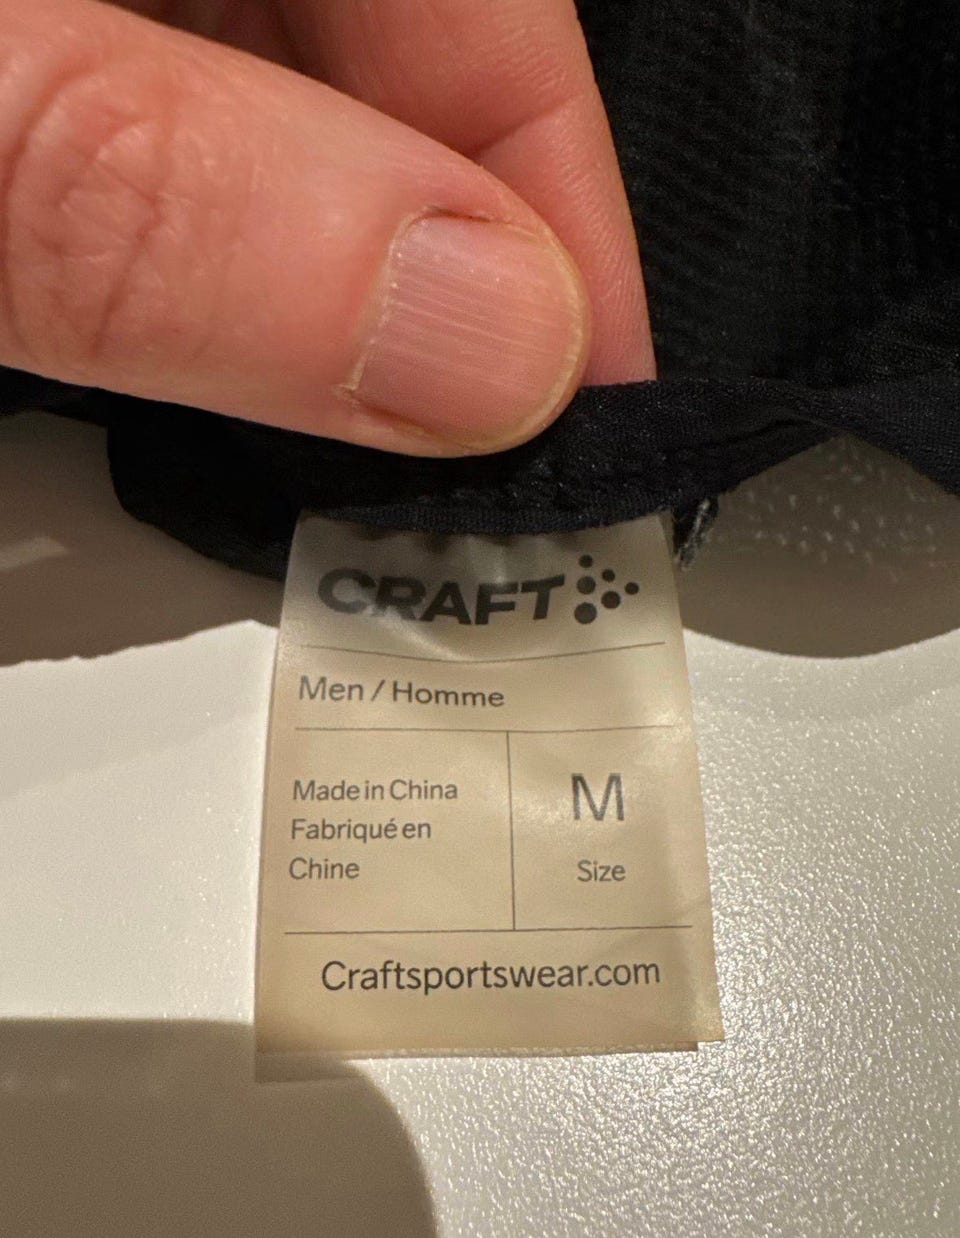 CRAFT
Men / Homme
Made in China
Fabriqué en
Chine
M
Size
Craftsportswear.com